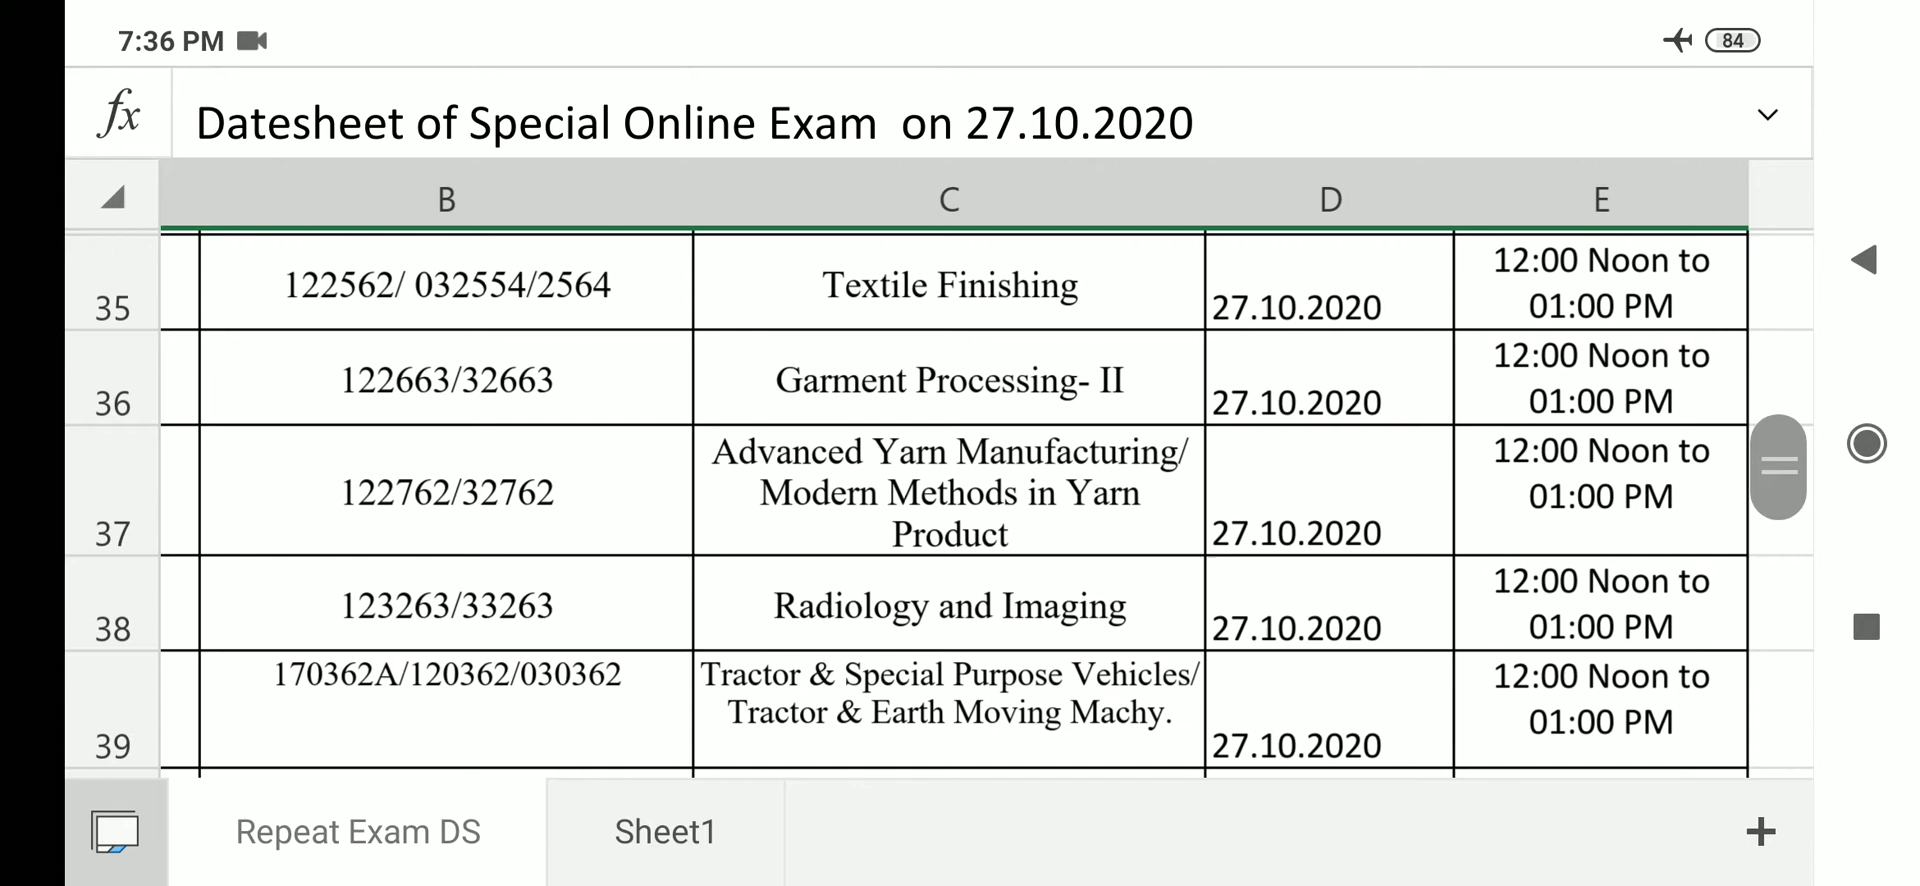 7:36 PM
84
fx Datesheet of Special Online Exam on 27.10.2020
B C D E
35 122562/ 032554/2564 Textile Finishing 27.10.2020 12:00 Noon to
01:00 PM
36 122663/32663 Garment Processing- II 27.10.2020 12:00 Noon to
01:00 PM
37 122762/32762 Advanced Yarn Manufacturing/
Modern Methods in Yarn
Product 27.10.2020 12:00 Noon to
01:00 PM
38 123263/33263 Radiology and Imaging 27.10.2020 12:00 Noon to
01:00 PM
39 170362A/120362/030362 Tractor & Special Purpose Vehicles/
Tractor & Earth Moving Machy. 27.10.2020 12:00 Noon to
01:00 PM
Repeat Exam DS Sheet1 +